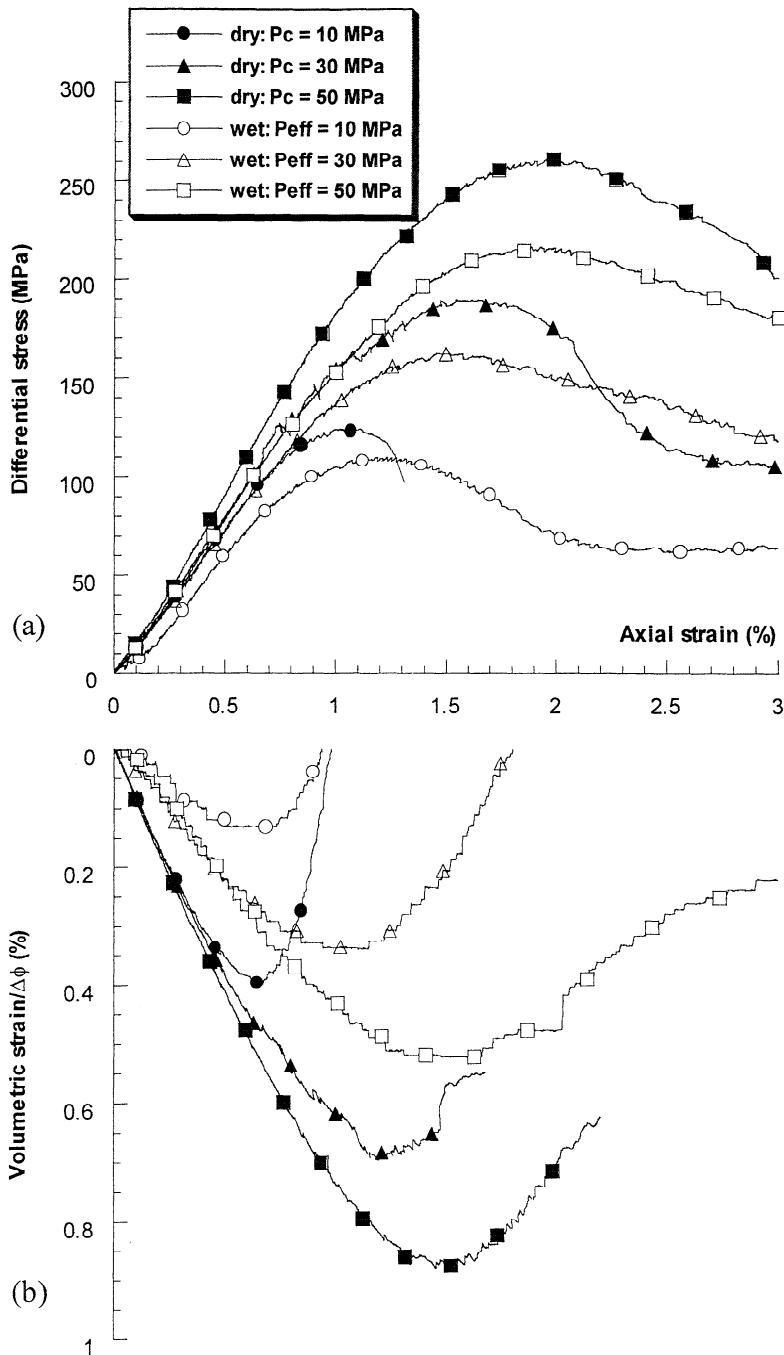 dry: Pc = 10 MPa
dry: Pc = 30 MPa
dry: Pc = 50 MPa
wet: Peff = 10 MPa
wet: Peff = 30 MPa
wet: Peff = 50 MPa
300
250
200
150
100
50
0
Differential stress (MPa)
(a)
Axial strain (%)
0
0.5
1
1.5
2
2.5
3
0
0.2
0.4
0.6
0.8
1
Volumetric strain/Δϕ (%)
(b)